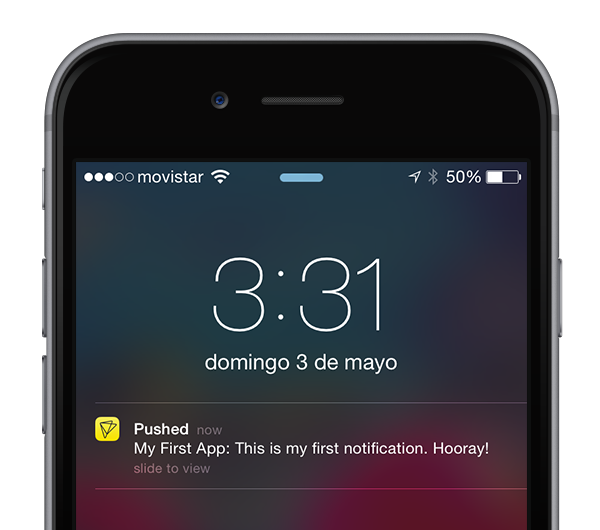 movistar 50%
3:31
domingo 3 de mayo
Pushed now
My First App: This is my first notification. Hooray!
slide to view